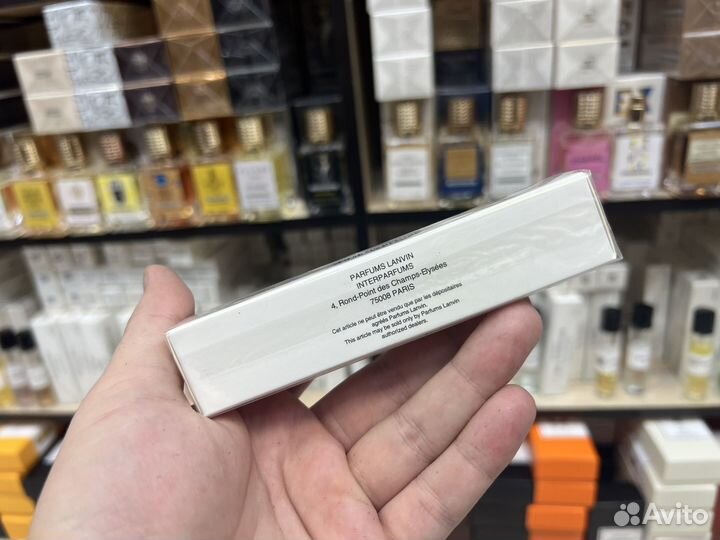 PARFUMS LANVIN
INTERPARFUMS
4, Rond-Point des Champs-Elysées
75008 PARIS
Cet article ne peut être vendu que par les dépositaires
agréés Parfums Lanvin.
This article may be sold only by Parfums Lanvin
authorized dealers.
Avito